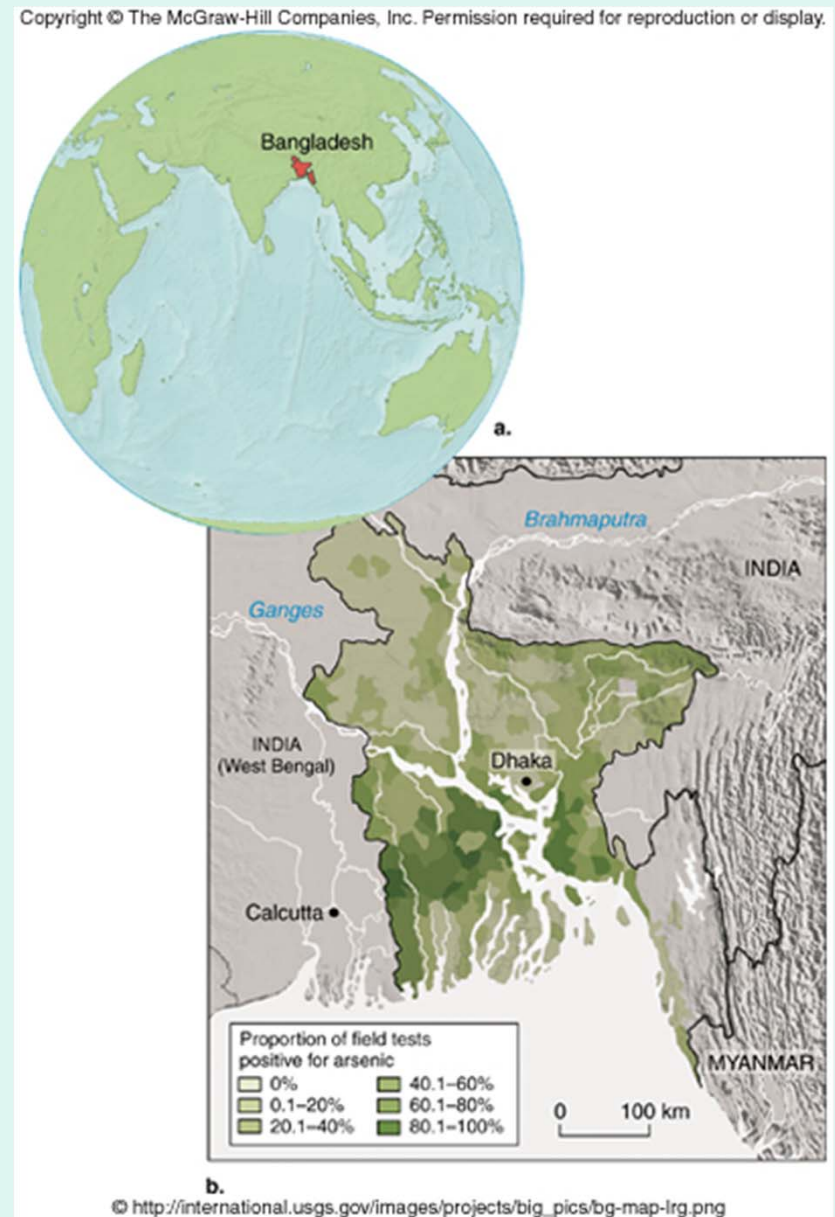 Copyright © The McGraw-Hill Companies, Inc. Permission required for reproduction or display.
Bangladesh
a.
Brahmaputra
INDIA
Ganges
INDIA
(West Bengal)
Dhaka
Calcutta
Proportion of field tests
positive for arsenic
0%
0.1–20%
20.1–40%
40.1–60%
60.1–80%
80.1–100%
0 100 km
MYANMAR
b.
© http://international.usgs.gov/images/projects/big_pics/bg-map-lrg.png